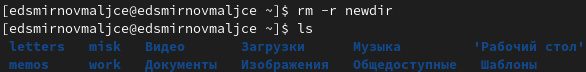 [edsmirnovmaljce@edsmirnovmaljce ~]$ rm -r newdir
[edsmirnovmaljce@edsmirnovmaljce ~]$ ls
letters misk Видео Загрузки Музыка 'Рабочий стол'
memos work Документы Изображения Общедоступные Шаблоны